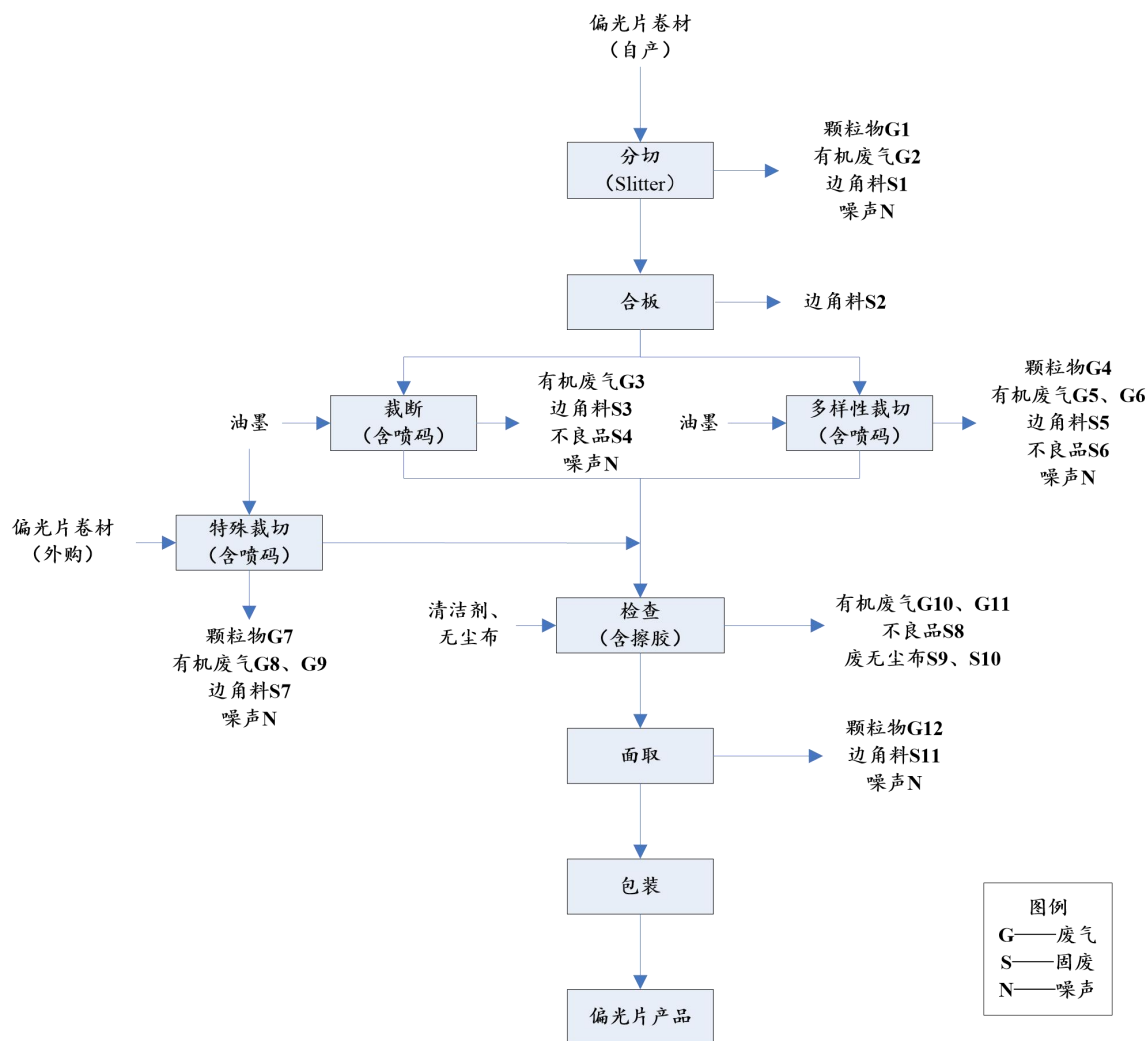 偏光片卷材
（自产）
分切
（Slitter）
颗粒物G1
有机废气G2
边角料S1
噪声N
合板
边角料S2
油墨
裁断
(含喷码)
有机废气G3
边角料S3
不良品S4
噪声N
油墨
多样性裁切
(含喷码)
颗粒物G4
有机废气G5、G6
边角料S5
不良品S6
噪声N
偏光片卷材
（外购）
特殊裁切
(含喷码)
颗粒物G7
有机废气G8、G9
边角料S7
噪声N
清洁剂、
无尘布
检查
(含擦胶)
有机废气G10、G11
不良品S8
废无尘布S9、S10
面取
颗粒物G12
边角料S11
噪声N
包装
偏光片产品
图例
G——废气
S——固废
N——噪声